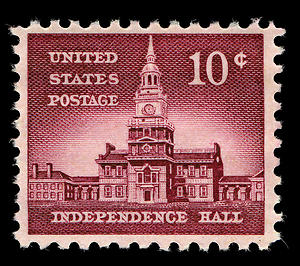 UNITED
STATES
POSTAGE
10¢
INDEPENDENCE HALL